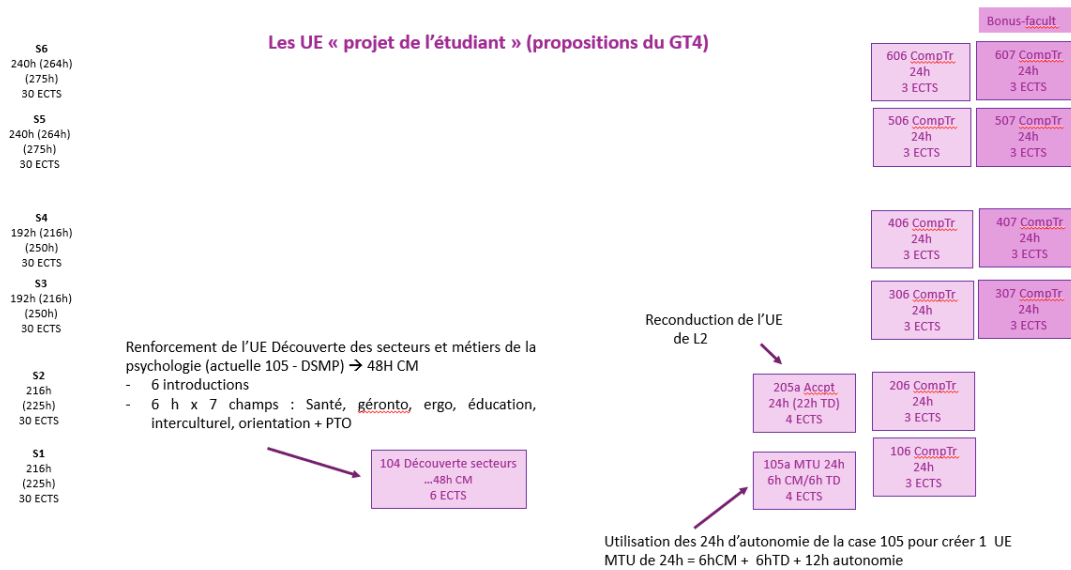 Bonus-facult
Les UE « projet de l'étudiant » (propositions du GT4)
S6
240h (264h)
(275h)
30 ECTS
606 CompTr
24h
3 ECTS
607 CompTr
24h
3 ECTS
S5
240h (264h)
(275h)
30 ECTS
506 CompTr
24h
3 ECTS
507 CompTr
24h
3 ECTS
S4
192h (216h)
(250h)
30 ECTS
406 CompTr
24h
3 ECTS
407 CompTr
24h
3 ECTS
S3
192h (216h)
(250h)
30 ECTS
306 CompTr
24h
3 ECTS
307 CompTr
24h
3 ECTS
Reconduction de l'UE
de L2
Renforcement de l'UE Découverte des secteurs et métiers de la
psychologie (actuelle 105 - DSMP) → 48H CM
- 6 introductions
- 6 h x 7 champs : Santé, géronto, ergo, éducation,
interculturel, orientation + PTO
S2
216h
(225h)
30 ECTS
205a Accpt
24h (22h TD)
4 ECTS
206 CompTr
24h
3 ECTS
S1
216h
(225h)
30 ECTS
104 Découverte secteurs
…48h CM
6 ECTS
105a MTU 24h
6h CM/6h TD
4 ECTS
106 CompTr
24h
3 ECTS
Utilisation des 24h d'autonomie de la case 105 pour créer 1 UE
MTU de 24h = 6hCM + 6hTD + 12h autonomie